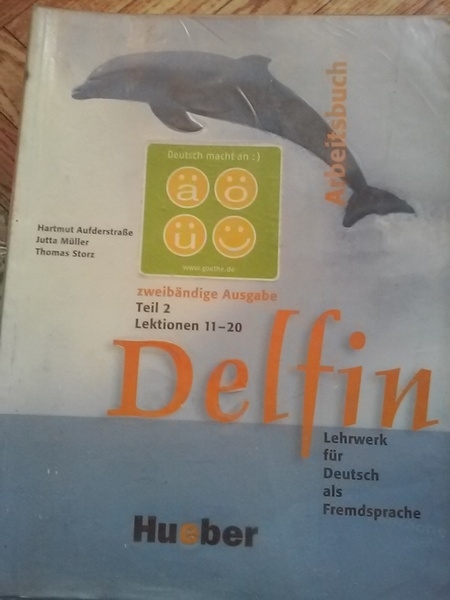 Arbeitsbuch
Deutsch macht an :)
ä ö
ü
www.goethe.de
Hartmut Aufderstraße
Jutta Müller
Thomas Storz
zweibändige Ausgabe
Teil 2
Lektionen 11–20
Delfin
Lehrwerk
für
Deutsch
als
Fremdsprache
Hueber